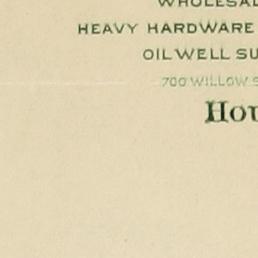 WHOLESAL
HEAVY HARDWARE
OILWELL SU
700 WILLOW S
Hou